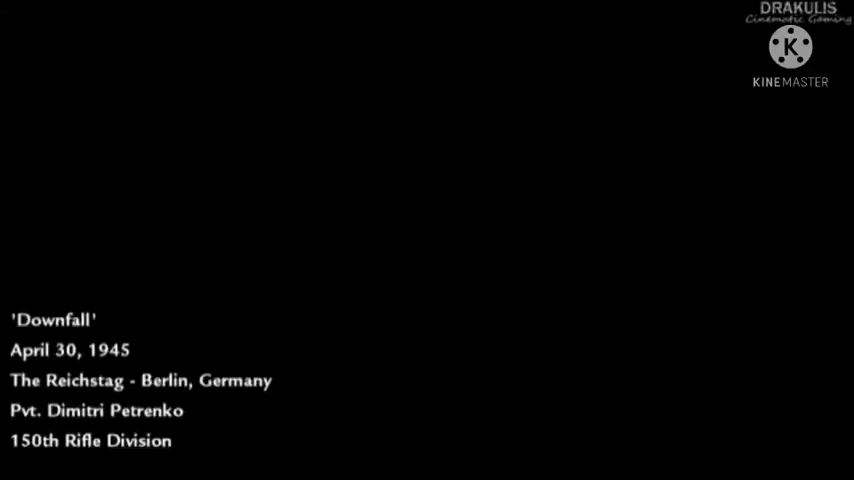 DRAKULIS
Cinematic Gaming
K
KINEMASTER
'Downfall'
April 30, 1945
The Reichstag - Berlin, Germany
Pvt. Dimitri Petrenko
150th Rifle Division